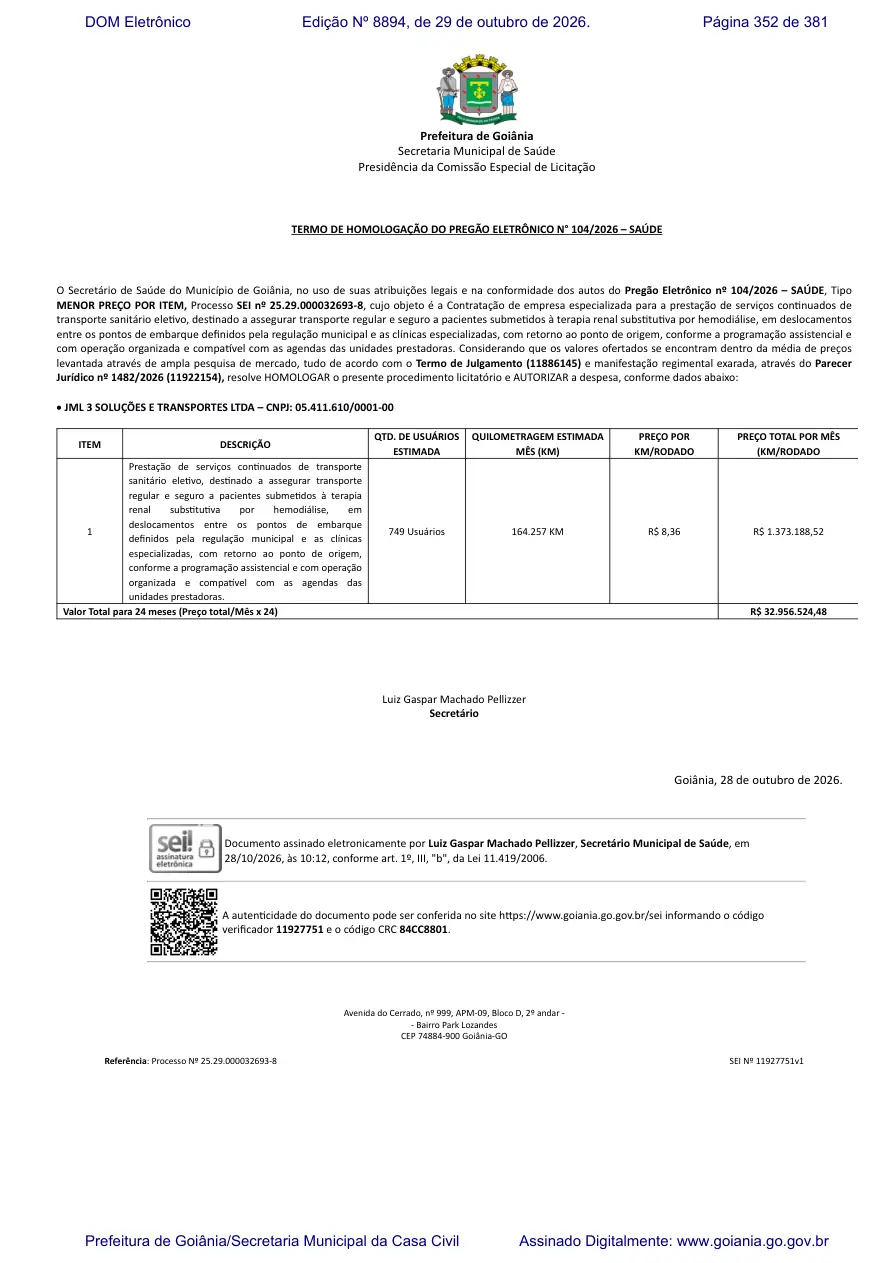 DOM Eletrônico Edição Nº 8894, de 29 de outubro de 2026. Página 352 de 381
Prefeitura de Goiânia
Secretaria Municipal de Saúde
Presidência da Comissão Especial de Licitação
TERMO DE HOMOLOGAÇÃO DO PREGÃO ELETRÔNICO N° 104/2026 – SAÚDE
O Secretário de Saúde do Município de Goiânia, no uso de suas atribuições legais e na conformidade dos autos do Pregão Eletrônico nº 104/2026 – SAÚDE, Tipo
MENOR PREÇO POR ITEM, Processo SEI nº 25.29.000032693-8, cujo objeto é a Contratação de empresa especializada para a prestação de serviços continuados de
transporte sanitário eletivo, destinado a assegurar transporte regular e seguro a pacientes submetidos à terapia renal substitutiva por hemodiálise, em deslocamentos
entre os pontos de embarque definidos pela regulação municipal e as clínicas especializadas, com retorno ao ponto de origem, conforme a programação assistencial e
com operação organizada e compatível com as agendas das unidades prestadoras. Considerando que os valores ofertados se encontram dentro da média de preços
levantada através de ampla pesquisa de mercado, tudo de acordo com o Termo de Julgamento (11886145) e manifestação regimental exarada, através do Parecer
Jurídico nº 1482/2026 (11922154), resolve HOMOLOGAR o presente procedimento licitatório e AUTORIZAR a despesa, conforme dados abaixo:
• JML 3 SOLUÇÕES E TRANSPORTES LTDA – CNPJ: 05.411.610/0001-00
ITEM DESCRIÇÃO QTD. DE USUÁRIOS ESTIMADA QUILOMETRAGEM ESTIMADA MÊS (KM) PREÇO POR KM/RODADO PREÇO TOTAL POR MÊS (KM/RODADO
1
Prestação de serviços continuados de transporte
sanitário eletivo, destinado a assegurar transporte
regular e seguro a pacientes submetidos à terapia
renal substitutiva por hemodiálise, em
deslocamentos entre os pontos de embarque
definidos pela regulação municipal e as clínicas
especializadas, com retorno ao ponto de origem,
conforme a programação assistencial e com operação
organizada e compatível com as agendas das
unidades prestadoras.
749 Usuários 164.257 KM R$ 8,36 R$ 1.373.188,52
Valor Total para 24 meses (Preço total/Mês x 24) R$ 32.956.524,48
Luiz Gaspar Machado Pellizzer
Secretário
Goiânia, 28 de outubro de 2026.
sei!
assinatura
eletrônica
Documento assinado eletronicamente por Luiz Gaspar Machado Pellizzer, Secretário Municipal de Saúde, em
28/10/2026, às 10:12, conforme art. 1º, III, "b", da Lei 11.419/2006.
A autenticidade do documento pode ser conferida no site https://www.goiania.go.gov.br/sei informando o código
verificador 11927751 e o código CRC 84CC8801.
Avenida do Cerrado, nº 999, APM-09, Bloco D, 2º andar -
- Bairro Park Lozandes
CEP 74884-900 Goiânia-GO
Referência: Processo Nº 25.29.000032693-8 SEI Nº 11927751v1
Prefeitura de Goiânia/Secretaria Municipal da Casa Civil Assinado Digitalmente: www.goiania.go.gov.br